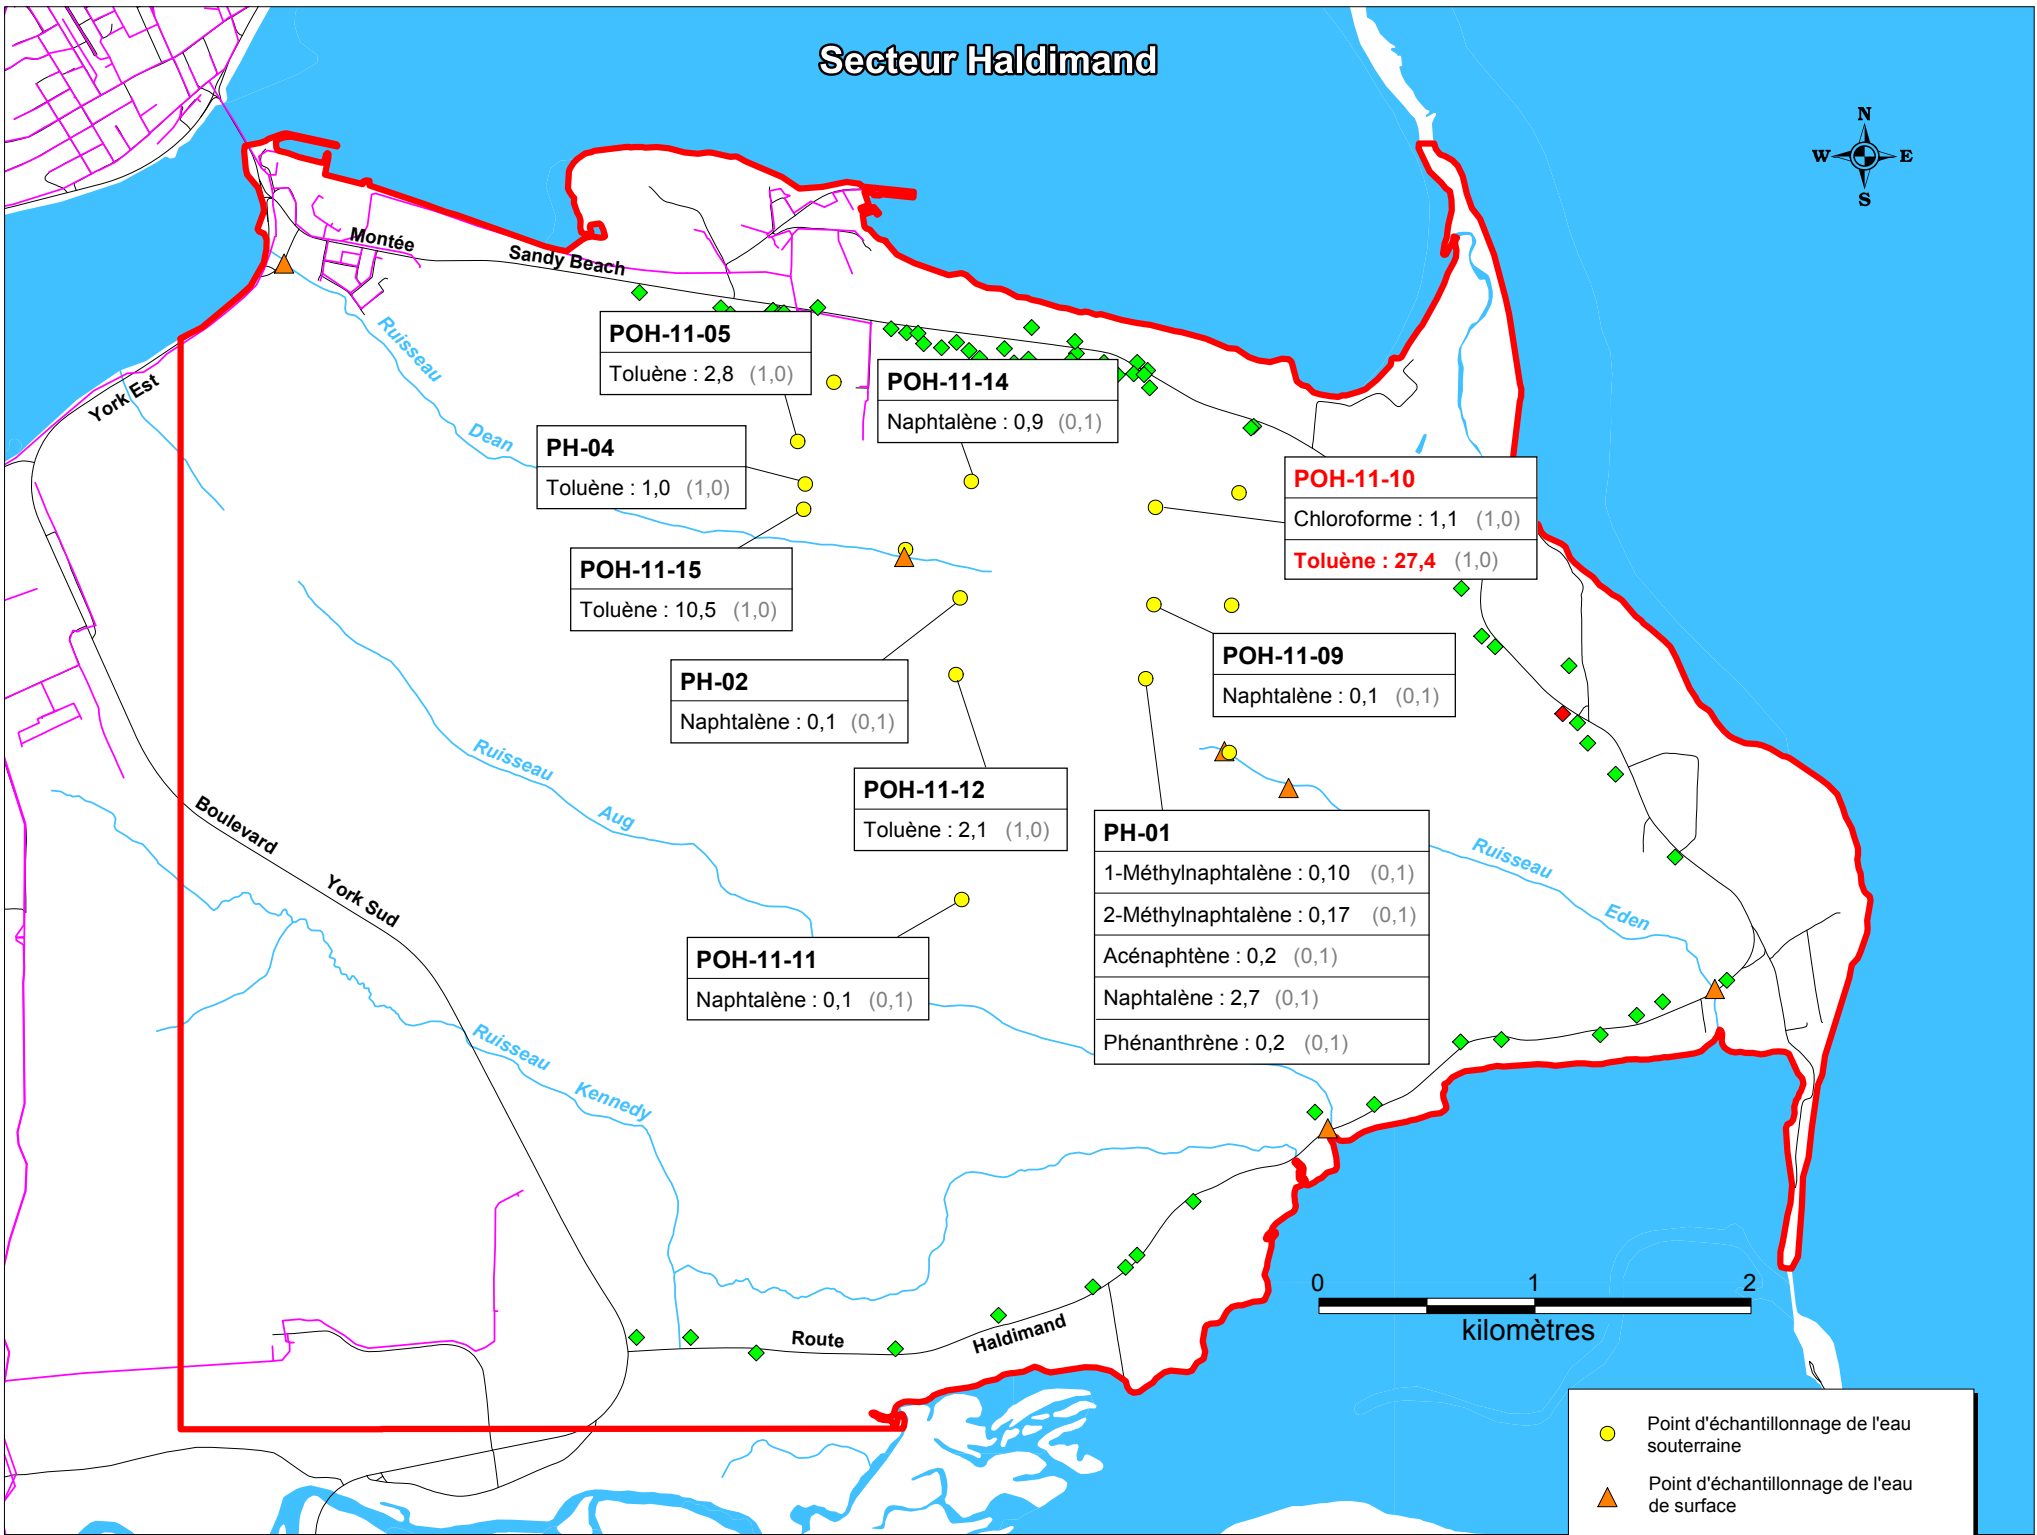 Secteur Haldimand
N
W E
S
Montée
Sandy Beach
Ruisseau
Dean
York Est
POH-11-05
Toluène : 2,8 (1,0)
POH-11-14
Naphtalène : 0,9 (0,1)
PH-04
Toluène : 1,0 (1,0)
POH-11-10
Chloroforme : 1,1 (1,0)
Toluène : 27,4 (1,0)
POH-11-15
Toluène : 10,5 (1,0)
POH-11-09
Naphtalène : 0,1 (0,1)
PH-02
Naphtalène : 0,1 (0,1)
POH-11-12
Toluène : 2,1 (1,0)
Ruisseau
Aug
Boulevard
York Sud
PH-01
1-Méthylnaphtalène : 0,10 (0,1)
2-Méthylnaphtalène : 0,17 (0,1)
Acénaphtène : 0,2 (0,1)
Naphtalène : 2,7 (0,1)
Phénanthrène : 0,2 (0,1)
Ruisseau
Eden
POH-11-11
Naphtalène : 0,1 (0,1)
Ruisseau
Kennedy
Route
Haldimand
0 1 2
kilomètres
Point d'échantillonnage de l'eau
souterraine
Point d'échantillonnage de l'eau
de surface